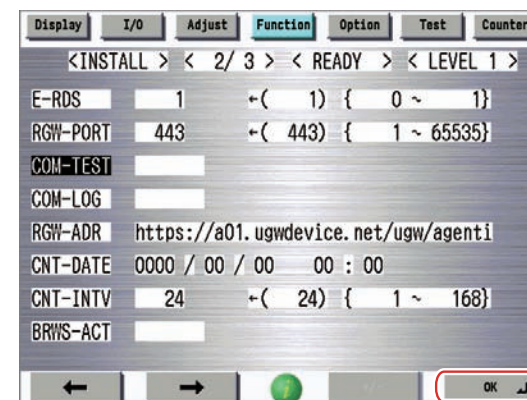 Display I/O Adjust Function Option Test Counter
<INSTALL > < 2/ 3 > < READY > < LEVEL 1 >
E-RDS 1 ←( 1) { 0 ~ 1}
RGW-PORT 443 ←( 443) { 1 ~ 65535}
COM-TEST
COM-LOG
RGW-ADR https://a01.ugwdevice.net/ugw/agenti
CNT-DATE 0000 / 00 / 00 00 : 00
CNT-INTV 24 ←( 24) { 1 ~ 168}
BRWS-ACT
← → i +/- OK